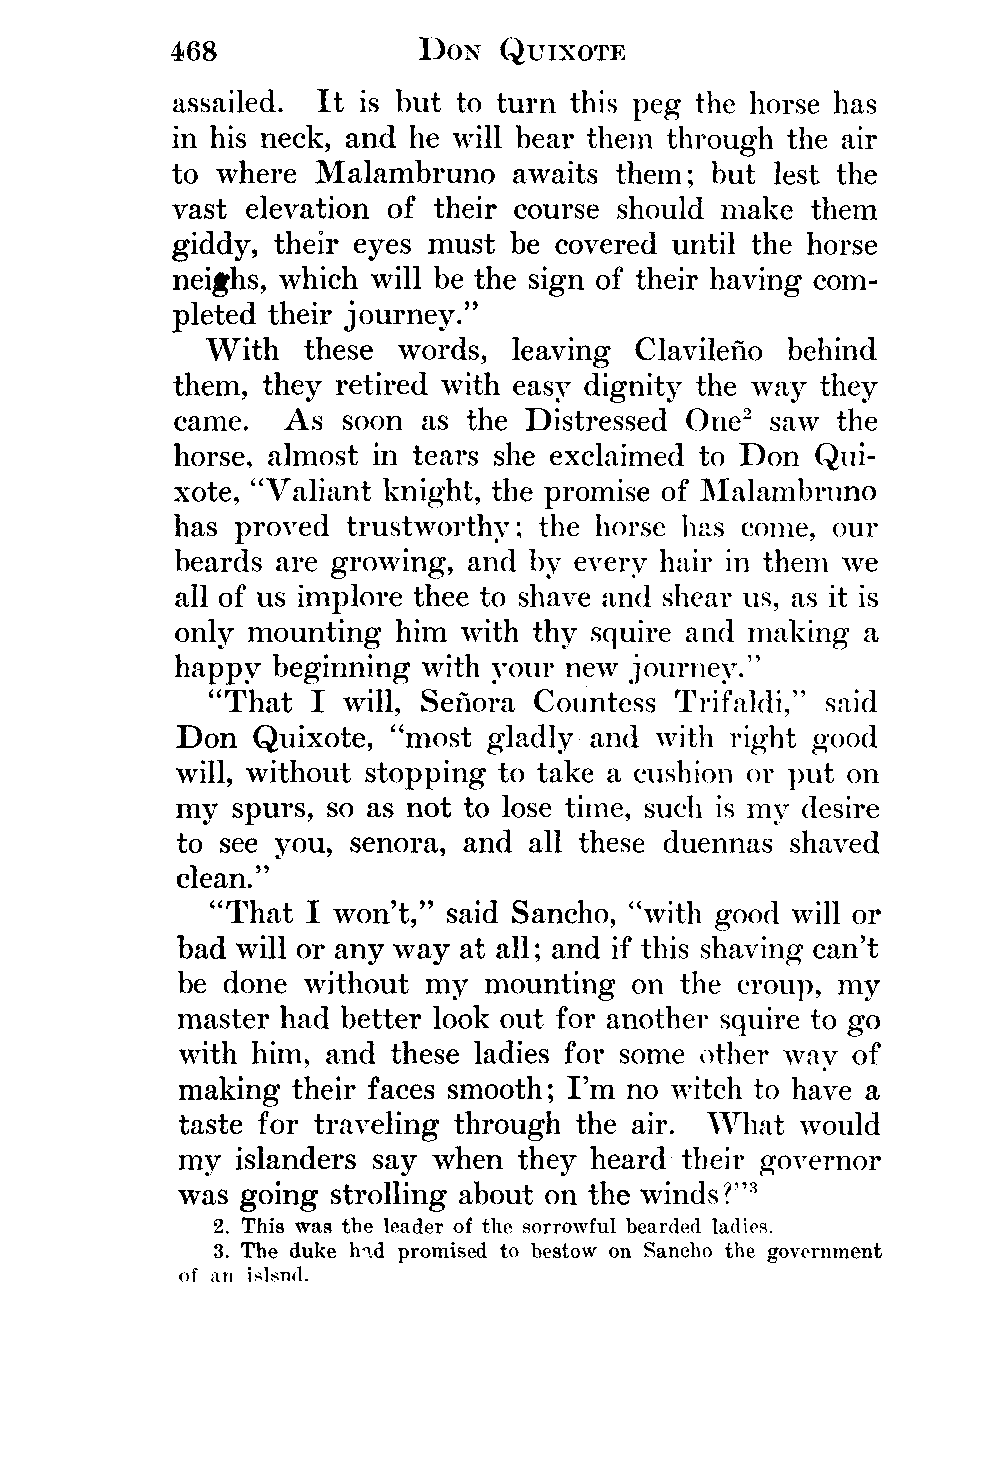 468 DON QUIXOTE
assailed. It is but to turn this peg the horse has
in his neck, and he will bear them through the air
to where Malambruno awaits them; but lest the
vast elevation of their course should make them
giddy, their eyes must be covered until the horse
neighs, which will be the sign of their having com-
pleted their journey.”
With these words, leaving Clavileño behind
them, they retired with easy dignity the way they
came. As soon as the Distressed One² saw the
horse, almost in tears she exclaimed to Don Qui-
xote, “Valiant knight, the promise of Malambruno
has proved trustworthy; the horse has come, our
beards are growing, and by every hair in them we
all of us implore thee to shave and shear us, as it is
only mounting him with thy squire and making a
happy beginning with your new journey.”
“That I will, Señora Countess Trifaldi,” said
Don Quixote, “most gladly and with right good
will, without stopping to take a cushion or put on
my spurs, so as not to lose time, such is my desire
to see you, senora, and all these duennas shaved
clean.”
“That I won’t,” said Sancho, “with good will or
bad will or any way at all; and if this shaving can’t
be done without my mounting on the croup, my
master had better look out for another squire to go
with him, and these ladies for some other way of
making their faces smooth; I’m no witch to have a
taste for traveling through the air. What would
my islanders say when they heard their governor
was going strolling about on the winds?”³
2. This was the leader of the sorrowful bearded ladies.
3. The duke had promised to bestow on Sancho the government
of an islsnd.